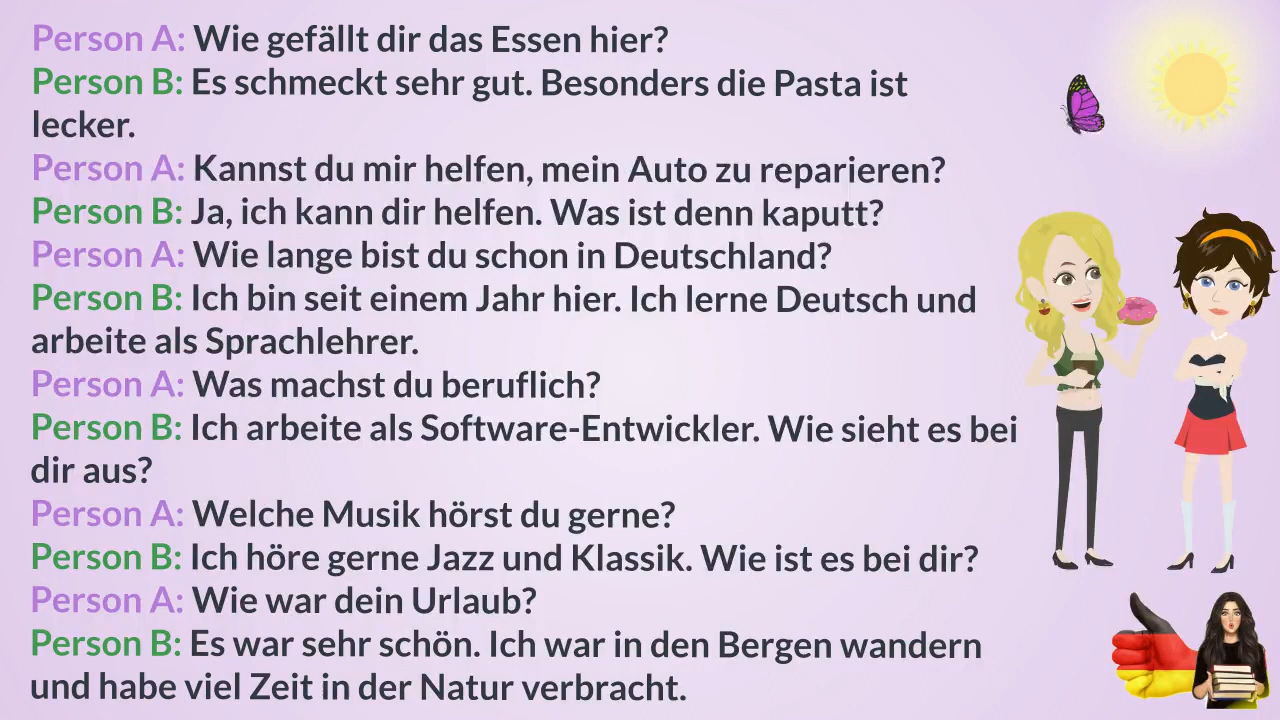 Person A: Wie gefällt dir das Essen hier?
Person B: Es schmeckt sehr gut. Besonders die Pasta ist
lecker.
Person A: Kannst du mir helfen, mein Auto zu reparieren?
Person B: Ja, ich kann dir helfen. Was ist denn kaputt?
Person A: Wie lange bist du schon in Deutschland?
Person B: Ich bin seit einem Jahr hier. Ich lerne Deutsch und
arbeite als Sprachlehrer.
Person A: Was machst du beruflich?
Person B: Ich arbeite als Software-Entwickler. Wie sieht es bei
dir aus?
Person A: Welche Musik hörst du gerne?
Person B: Ich höre gerne Jazz und Klassik. Wie ist es bei dir?
Person A: Wie war dein Urlaub?
Person B: Es war sehr schön. Ich war in den Bergen wandern
und habe viel Zeit in der Natur verbracht.